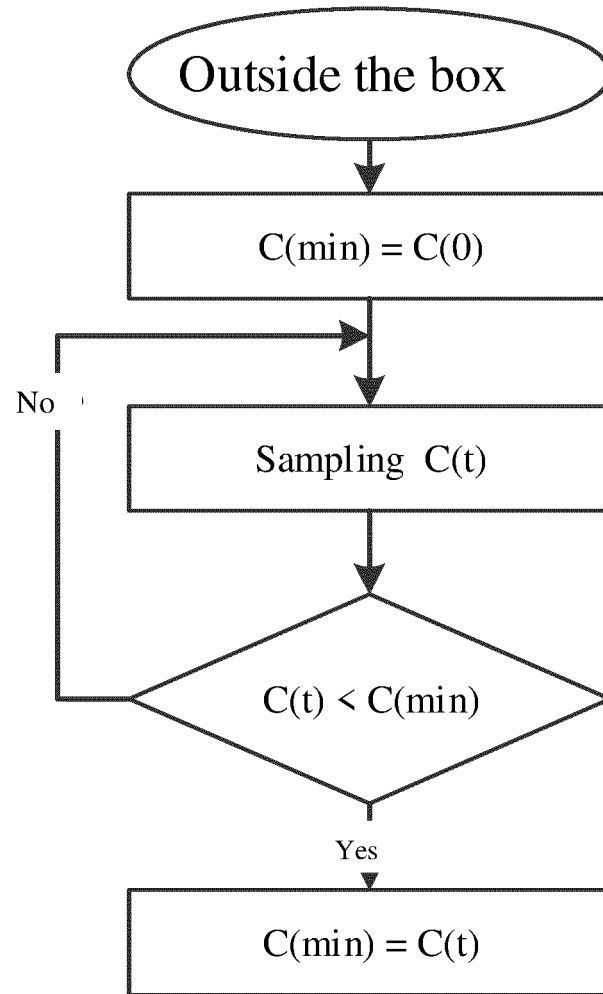 Outside the box
C(min) = C(0)
No
Sampling C(t)
C(t) < C(min)
Yes
C(min) = C(t)